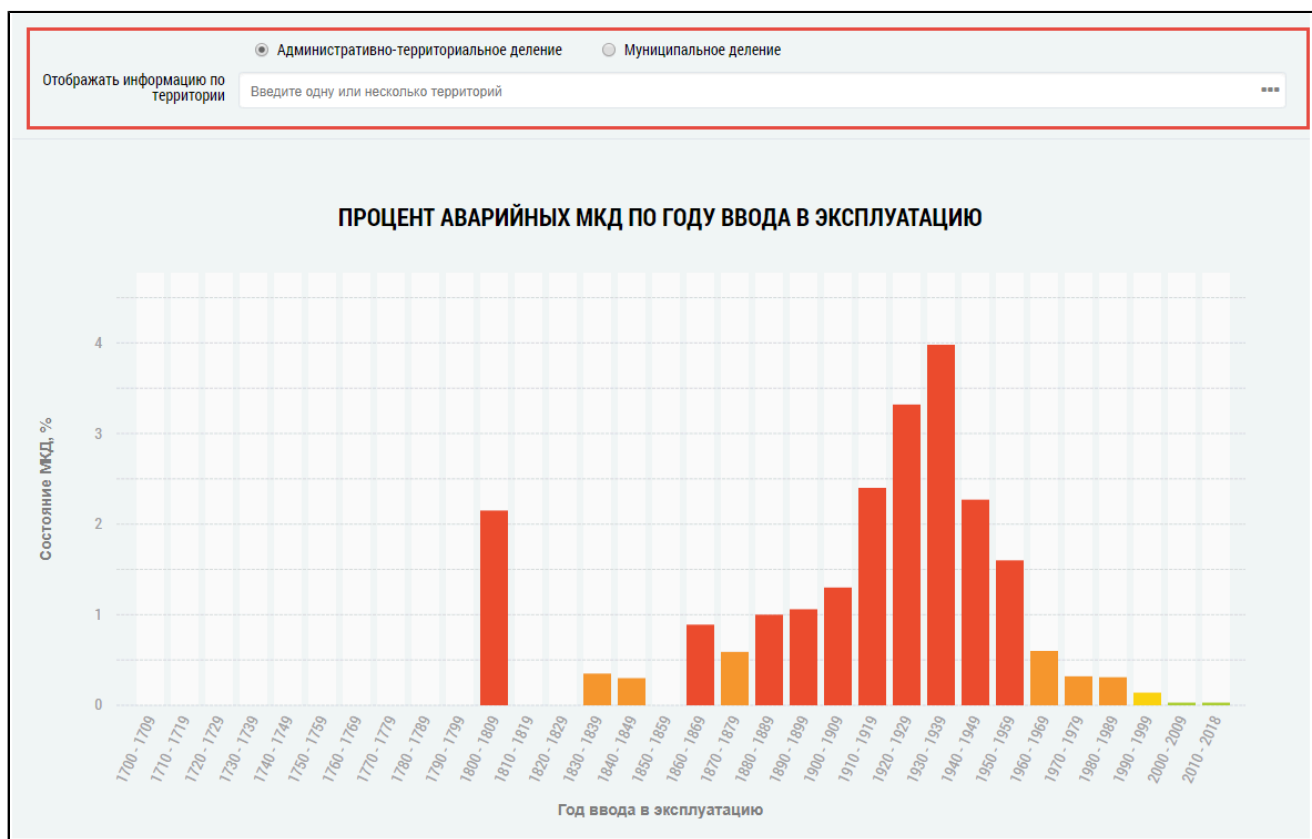 Административно-территориальное деление
Муниципальное деление
Отображать информацию по
территории
Введите одну или несколько территорий
ПРОЦЕНТ АВАРИЙНЫХ МКД ПО ГОДУ ВВОДА В ЭКСПЛУАТАЦИЮ
Состояние МКД, %
4
3
2
1
0
1700 - 1709
1710 - 1719
1720 - 1729
1730 - 1739
1740 - 1749
1750 - 1759
1760 - 1769
1770 - 1779
1780 - 1789
1790 - 1799
1800 - 1809
1810 - 1819
1820 - 1829
1830 - 1839
1840 - 1849
1850 - 1859
1860 - 1869
1870 - 1879
1880 - 1889
1890 - 1899
1900 - 1909
1910 - 1919
1920 - 1929
1930 - 1939
1940 - 1949
1950 - 1959
1960 - 1969
1970 - 1979
1980 - 1989
1990 - 1999
2000 - 2009
2010 - 2018
Год ввода в эксплуатацию